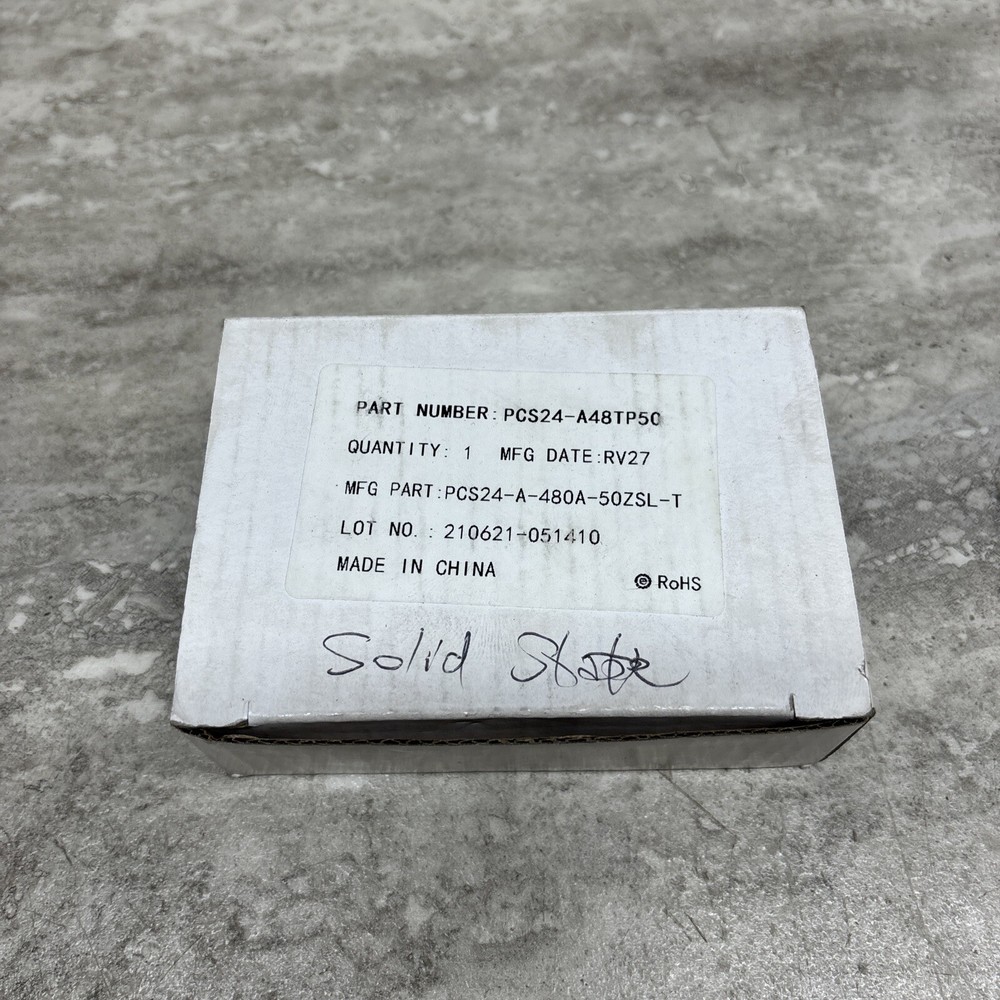 PART NUMBER: PCS24-A48TP50
QUANTITY: 1 MFG DATE:RV27
MFG PART:PCS24-A-480A-50ZSL-T
LOT NO. : 210621-051410
MADE IN CHINA
RoHS
Solid State